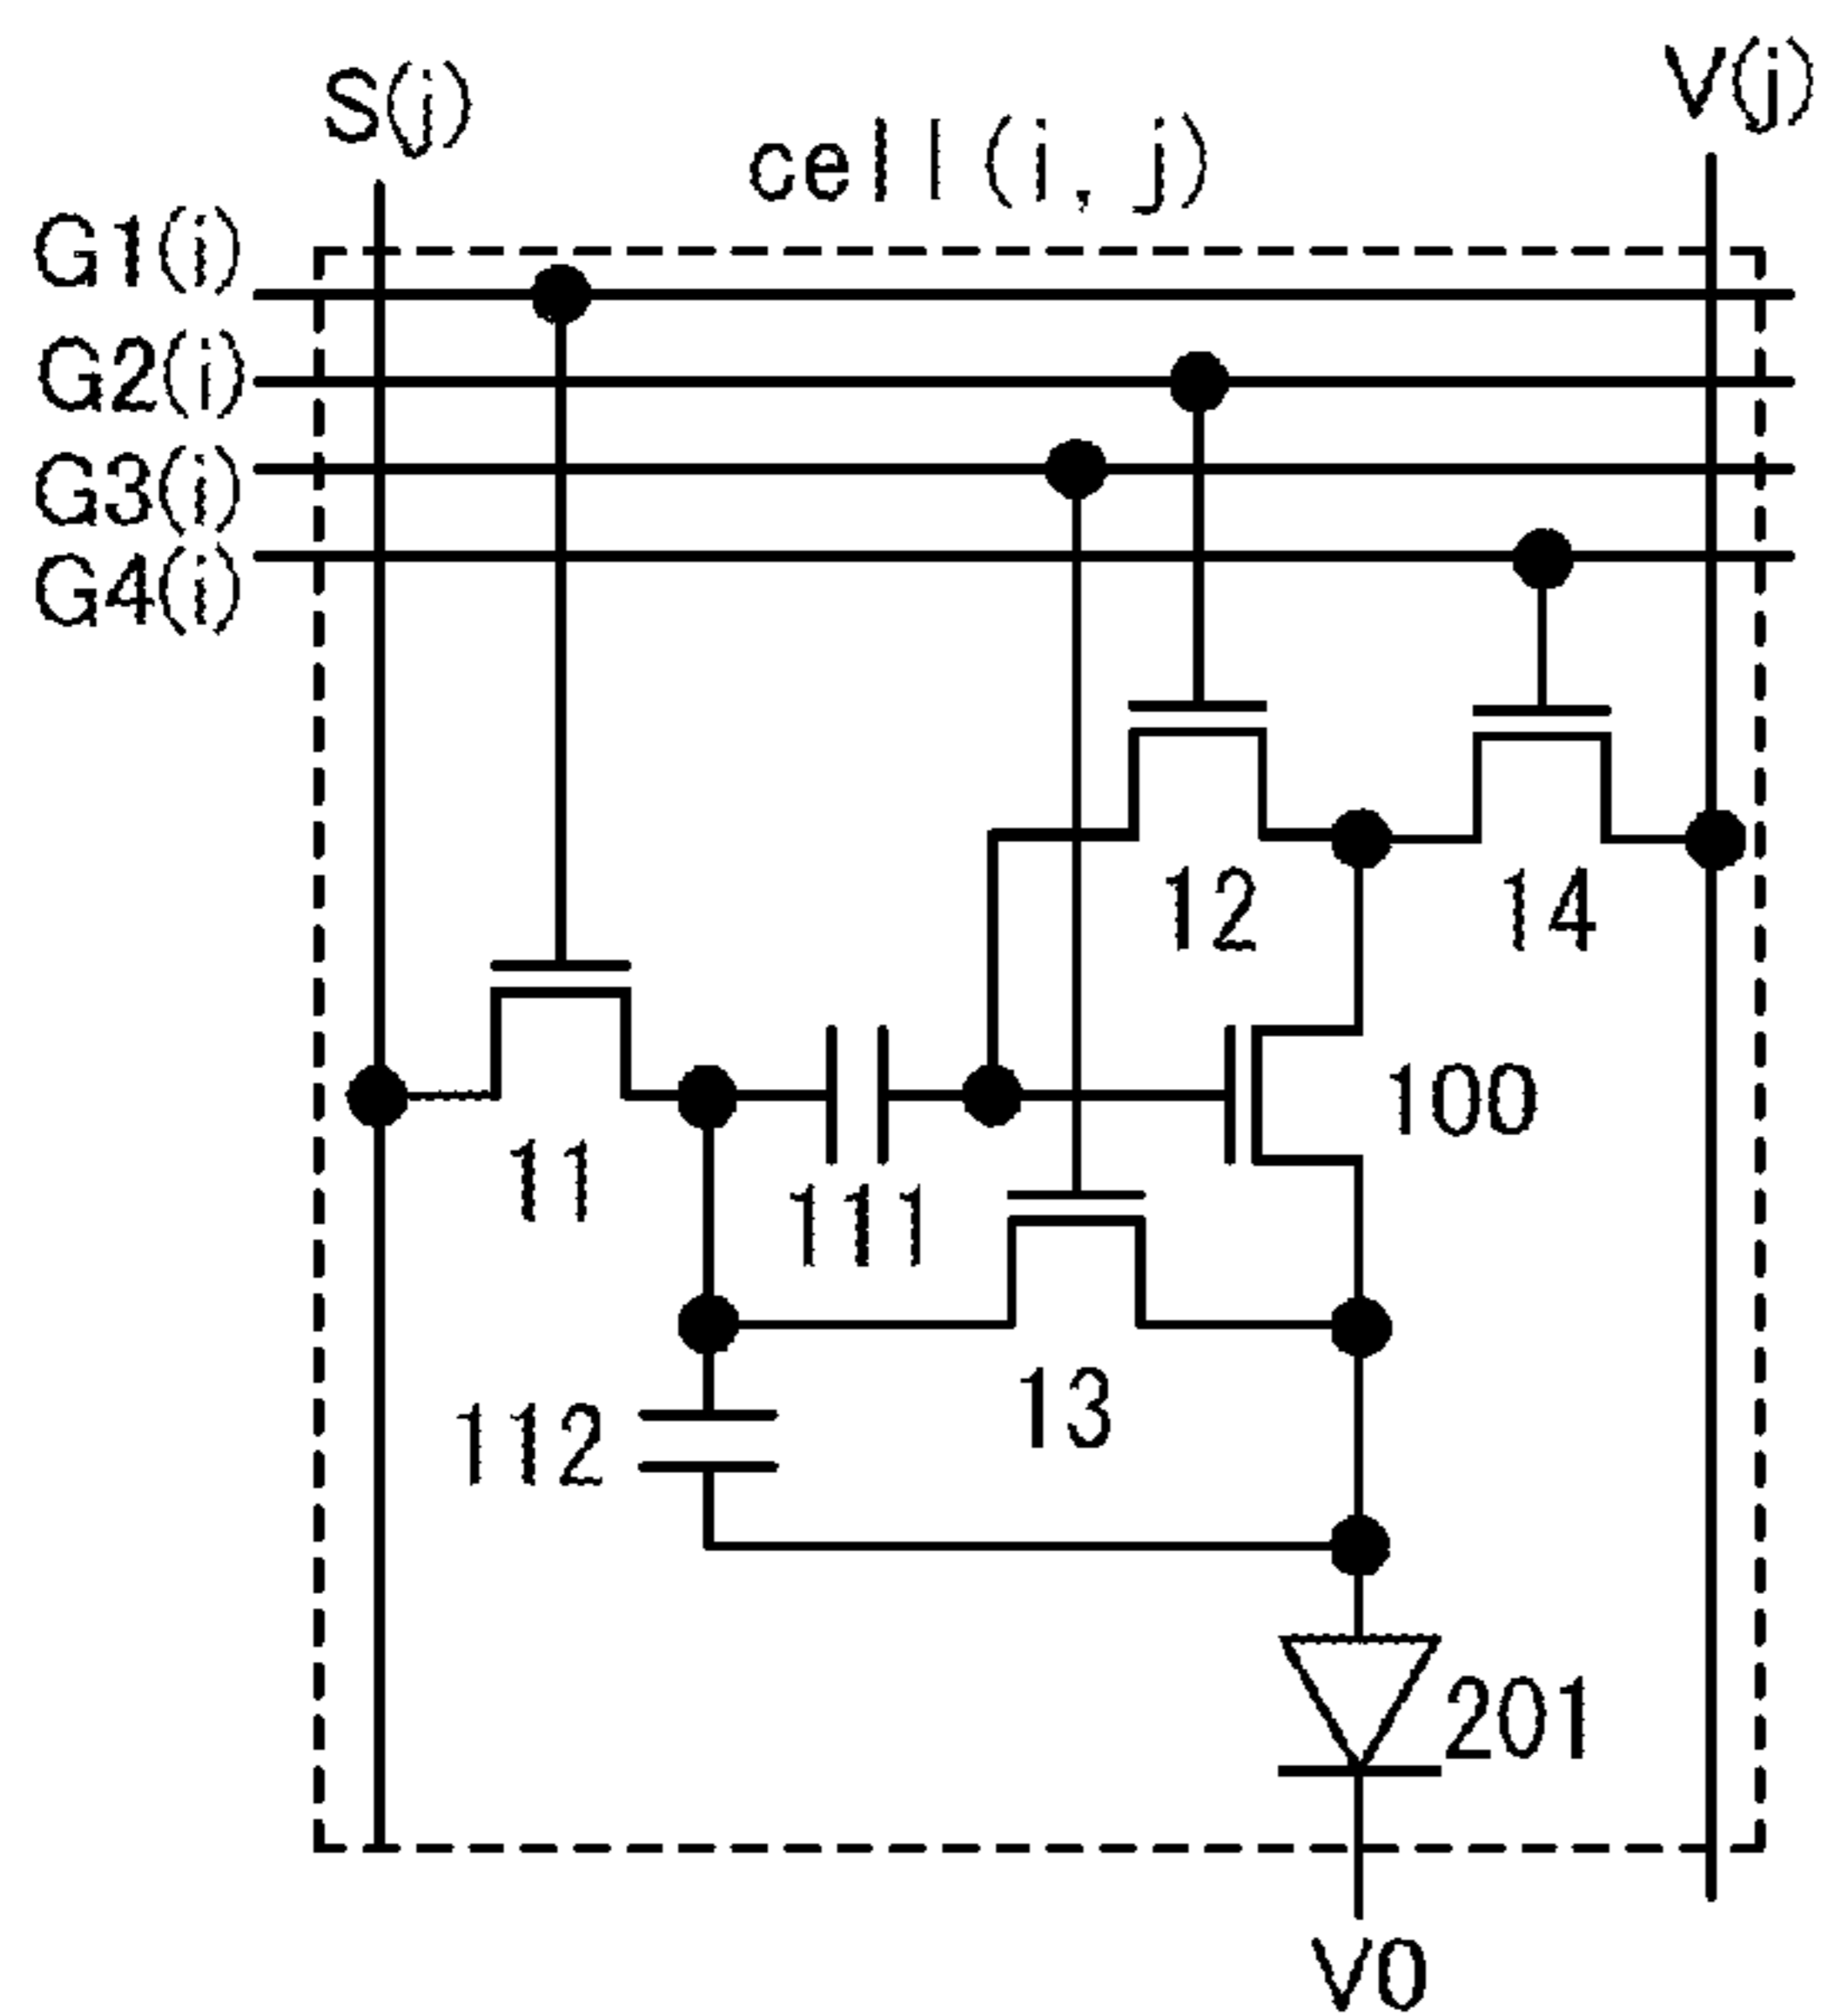 S(j)
V(j)
cell(i, j)
G1(i)
G2(i)
G3(i)
G4(i)
12
14
100
11
111
13
112
201
V0